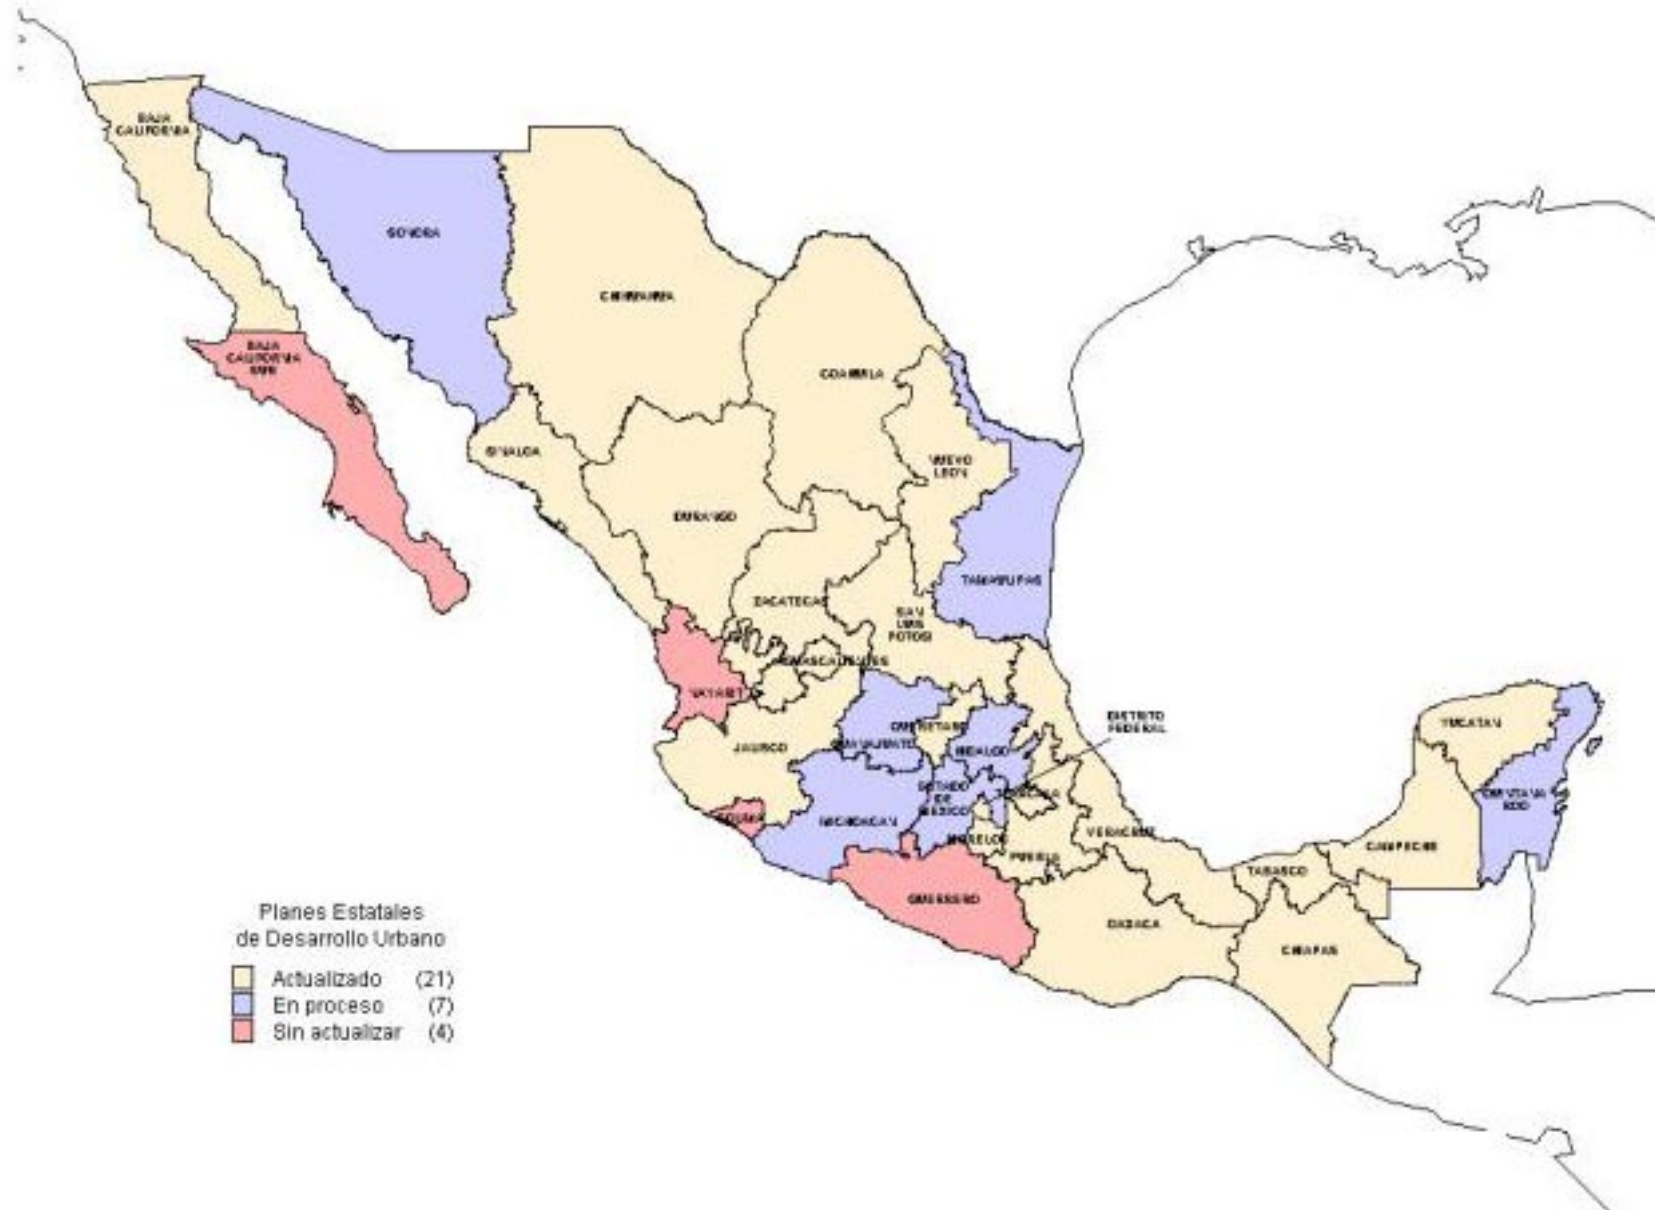 BAJA
CALIFORNIA
SONORA
CHIHUAHUA
COAHUILA
BAJA
CALIFORNIA
SUR
SINALOA
NUEVO
LEON
DURANGO
TAMAULIPAS
ZACATECAS
SAN
LUIS
POTOSI
AGUASCALIENTES
NAYARIT
JALISCO
GUANAJUATO
QUERETARO
HIDALGO
DISTRITO
FEDERAL
YUCATAN
COLIMA
MICHOACAN
ESTADO
DE
MEXICO
TLAXCALA
MORELOS
PUEBLA
VERACRUZ
CAMPECHE
QUINTANA
ROO
TABASCO
GUERRERO
OAXACA
CHIAPAS
Planes Estatales
de Desarrollo Urbano
Actualizado (21)
En proceso (7)
Sin actualizar (4)